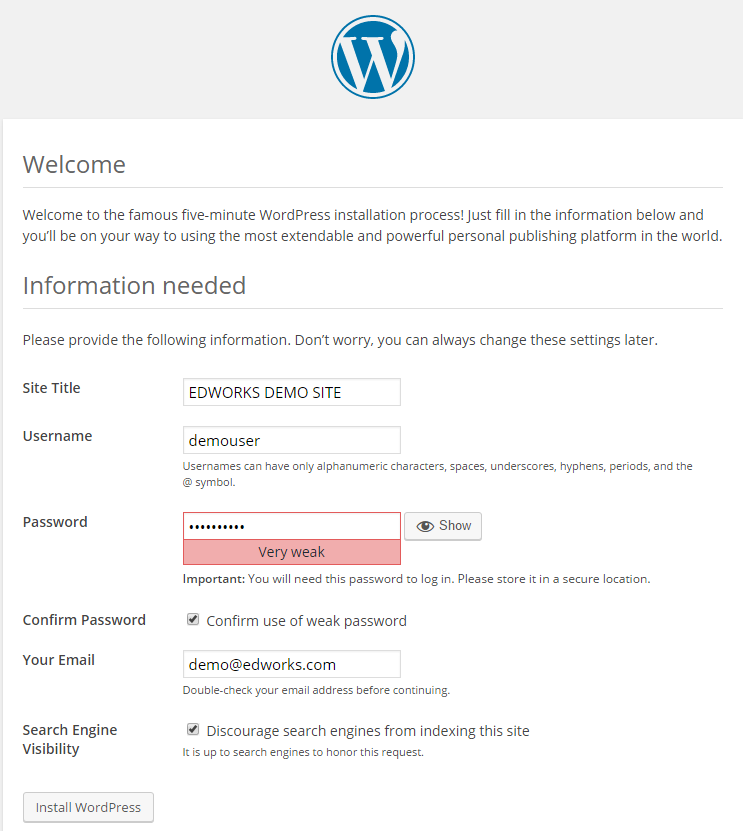 Welcome
Welcome to the famous five-minute WordPress installation process! Just fill in the information below and
you’ll be on your way to using the most extendable and powerful personal publishing platform in the world.
Information needed
Please provide the following information. Don’t worry, you can always change these settings later.
Site Title
EDWORKS DEMO SITE
Username
demouser
Usernames can have only alphanumeric characters, spaces, underscores, hyphens, periods, and the
@ symbol.
Password
••••••••••
Show
Very weak
Important: You will need this password to log in. Please store it in a secure location.
Confirm Password
Confirm use of weak password
Your Email
demo@edworks.com
Double-check your email address before continuing.
Search Engine
Visibility
Discourage search engines from indexing this site
It is up to search engines to honor this request.
Install WordPress